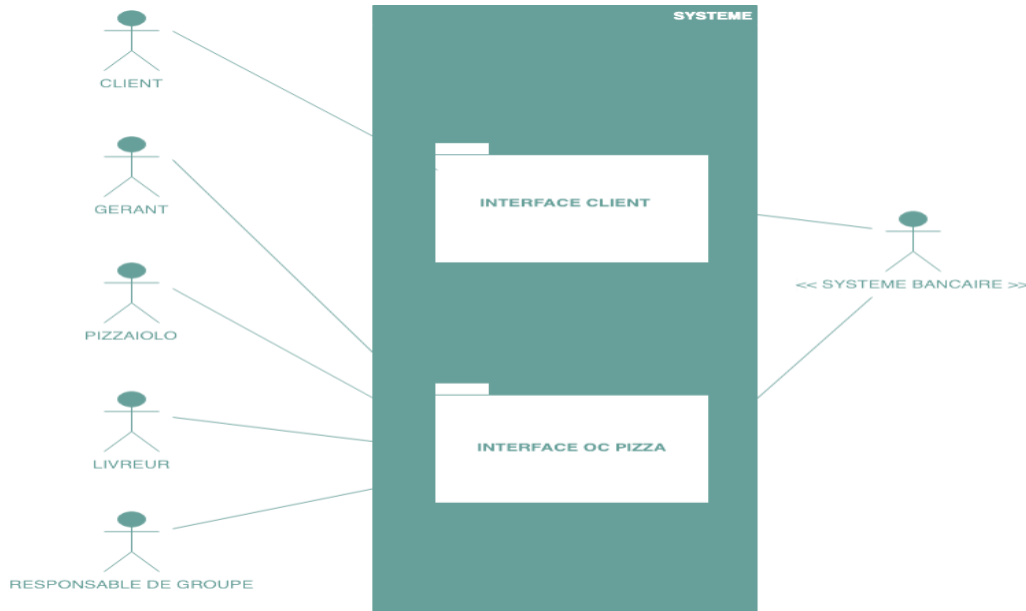 SYSTEME
CLIENT
GERANT
INTERFACE CLIENT
<< SYSTEME BANCAIRE >>
PIZZAIOLO
INTERFACE OC PIZZA
LIVREUR
RESPONSABLE DE GROUPE